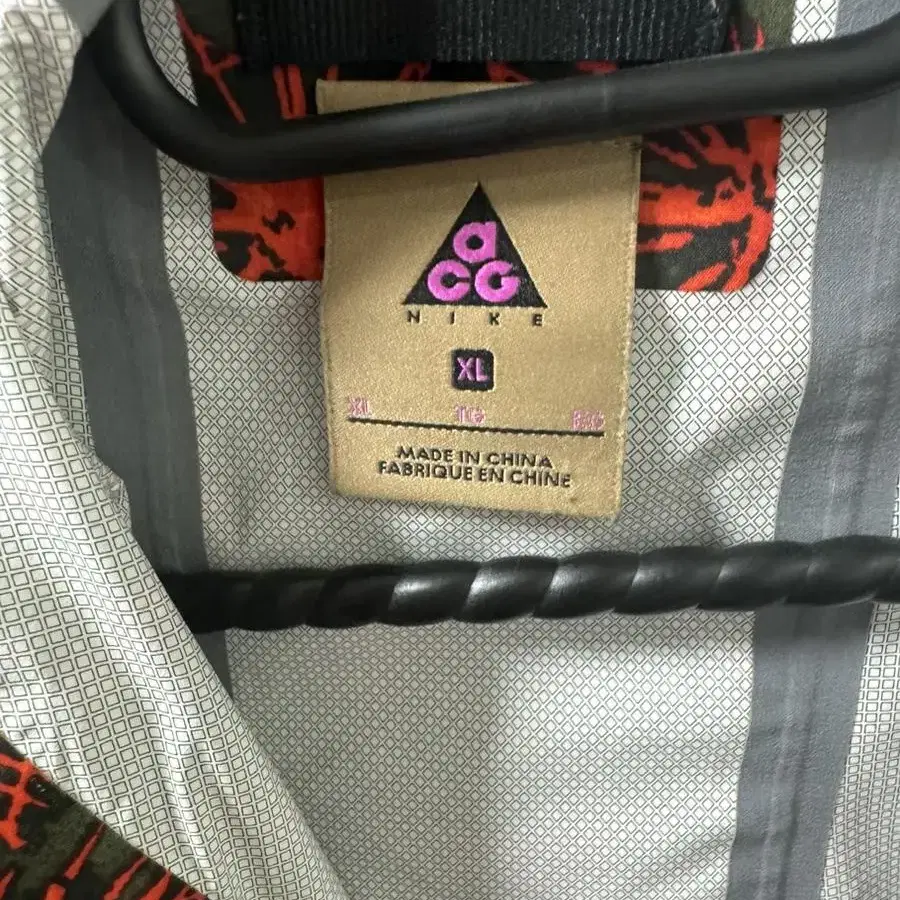 aCG
NIKE
XL
XL TG EG
MADE IN CHINA
FABRIQUE EN CHINE